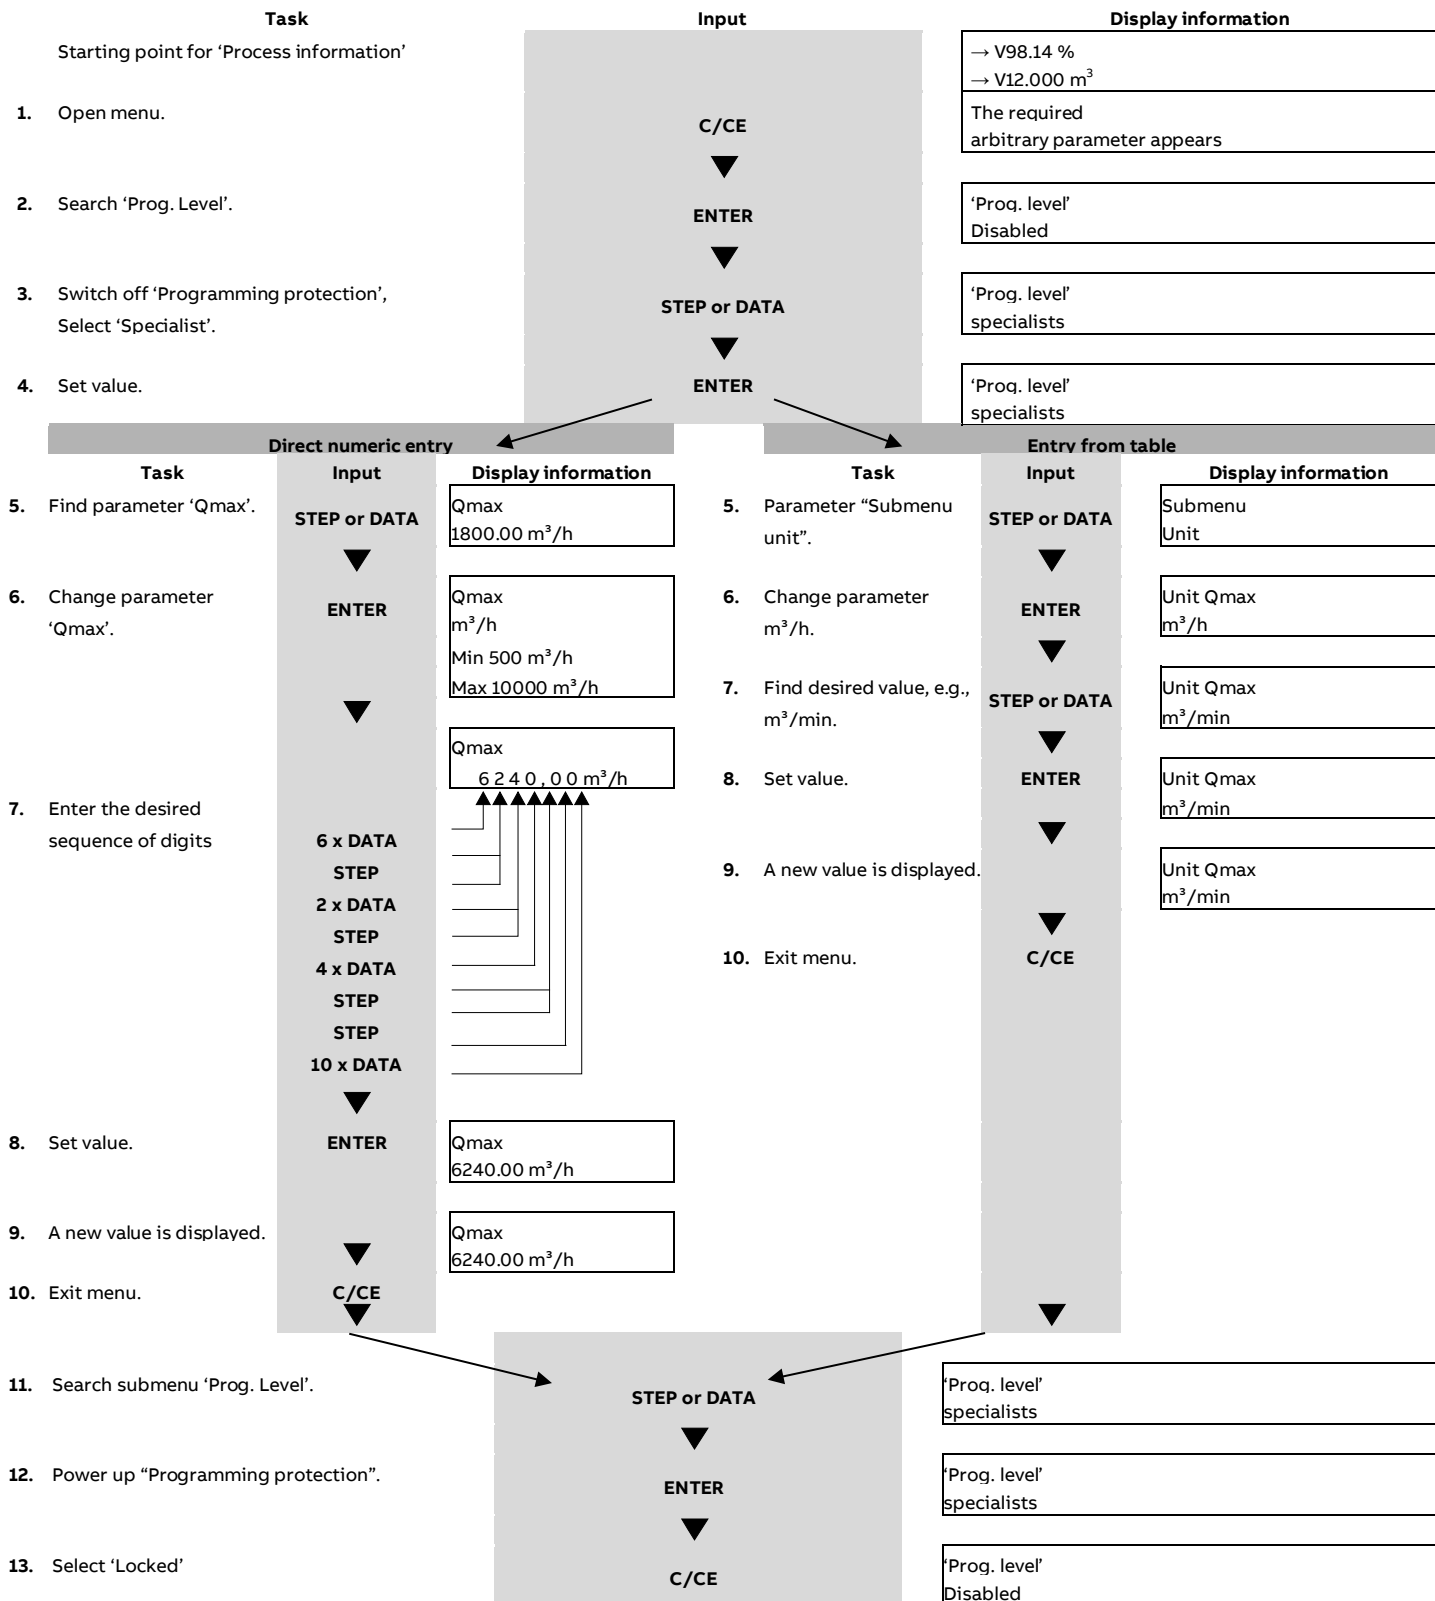 Task Input Display information
Starting point for ‘Process information’
→ V98.14 %
→ V12.000 m³
1. Open menu.
C/CE
The required
arbitrary parameter appears
2. Search ‘Prog. Level’.
ENTER
‘Prog. level’
Disabled
3. Switch off ‘Programming protection’,
Select ‘Specialist’.
STEP or DATA
‘Prog. level’
specialists
4. Set value.
ENTER
‘Prog. level’
specialists
Direct numeric entry
Task Input Display information
5. Find parameter ‘Qmax’.
STEP or DATA
Qmax
1800.00 m³/h
6. Change parameter
‘Qmax’.
ENTER
Qmax
m³/h
Min 500 m³/h
Max 10000 m³/h
Qmax
6 2 4 0 , 0 0 m³/h
7. Enter the desired
sequence of digits
6 x DATA
STEP
2 x DATA
STEP
4 x DATA
STEP
STEP
10 x DATA
8. Set value.
ENTER
Qmax
6240.00 m³/h
9. A new value is displayed.
Qmax
6240.00 m³/h
10. Exit menu.
C/CE
Entry from table
Task Input Display information
5. Parameter “Submenu
unit”.
STEP or DATA
Submenu
Unit
6. Change parameter
m³/h.
ENTER
Unit Qmax
m³/h
7. Find desired value, e.g.,
m³/min.
STEP or DATA
Unit Qmax
m³/min
8. Set value.
ENTER
Unit Qmax
m³/min
9. A new value is displayed.
Unit Qmax
m³/min
10. Exit menu.
C/CE
11. Search submenu ‘Prog. Level’.
STEP or DATA
‘Prog. level’
specialists
12. Power up “Programming protection”.
ENTER
‘Prog. level’
specialists
13. Select ‘Locked’
C/CE
‘Prog. level’
Disabled